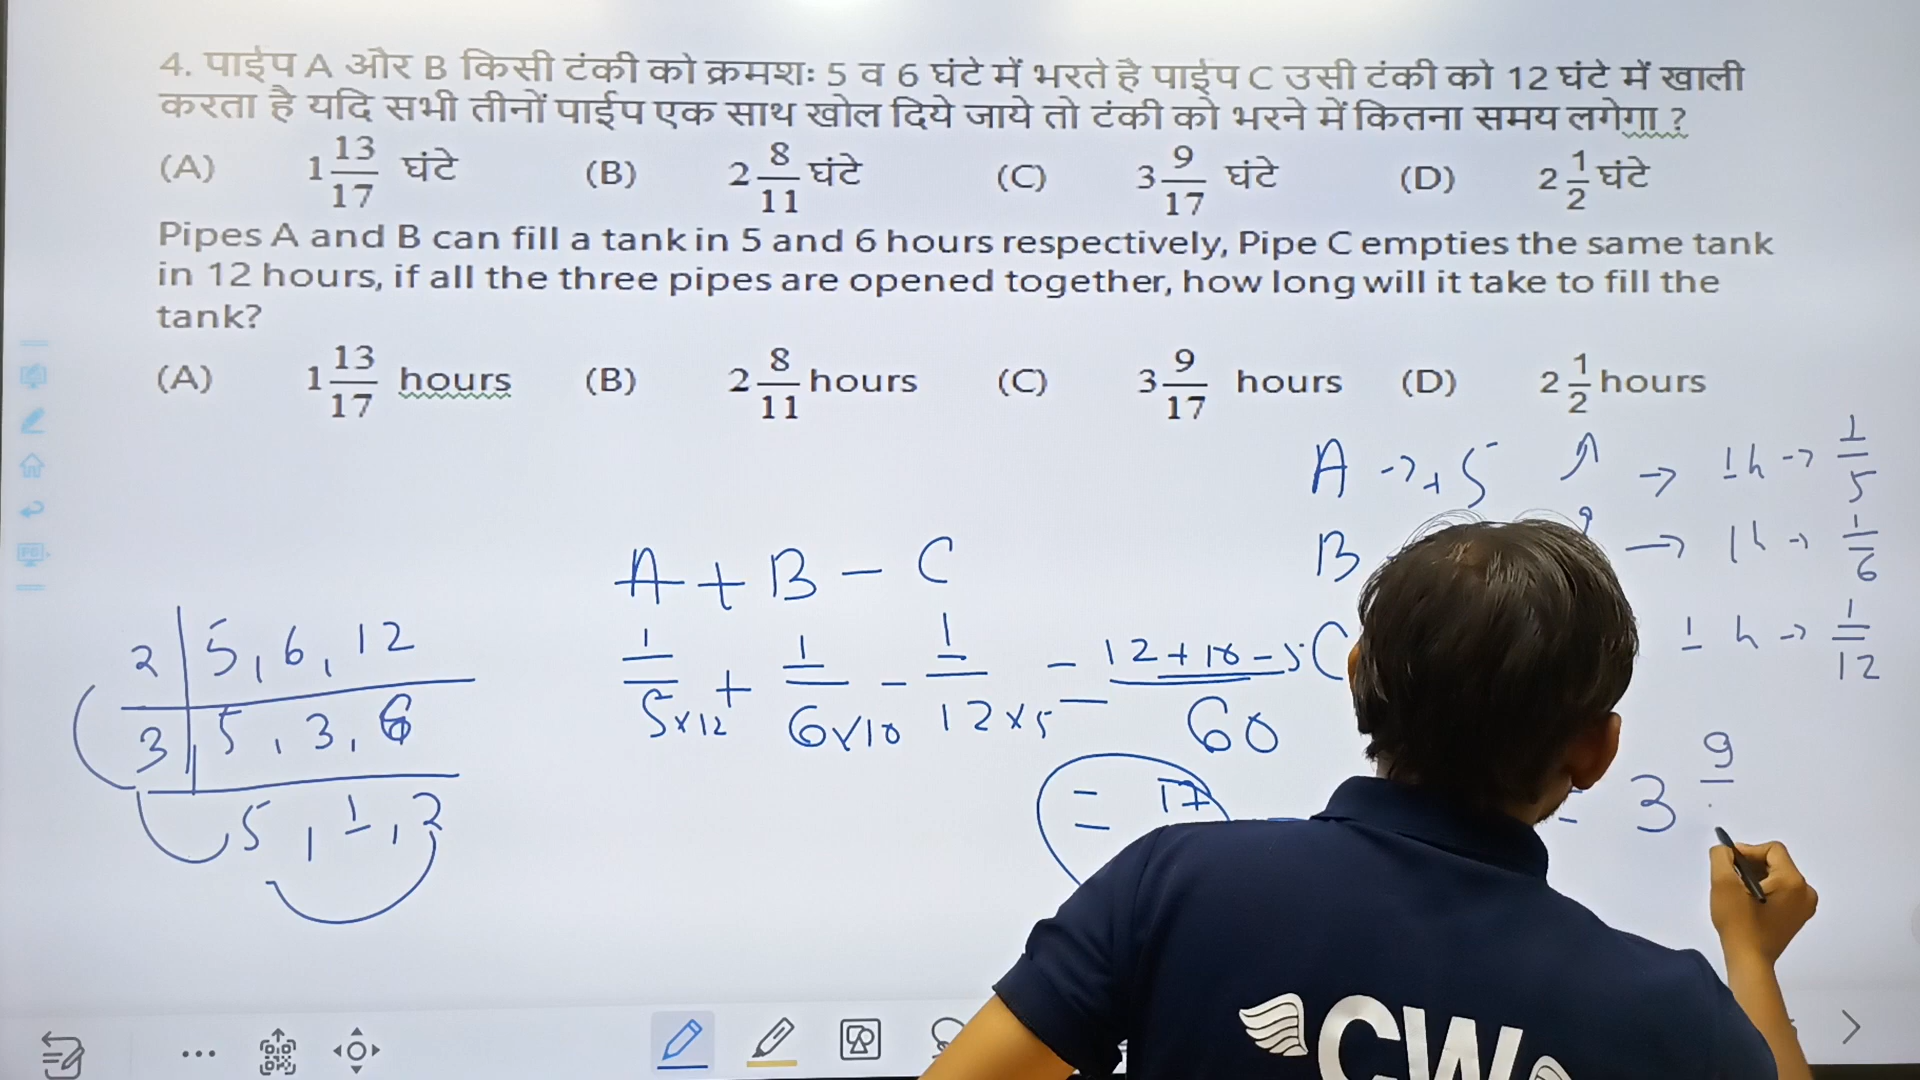 4. पाईप A और B किसी टंकी को क्रमशः 5 व 6 घंटे में भरते है पाईप C उसी टंकी को 12 घंटे में खाली
करता है यदि सभी तीनों पाईप एक साथ खोल दिये जाये तो टंकी को भरने में कितना समय लगेगा ?
(A) 1 13/17 घंटे (B) 2 8/11 घंटे (C) 3 9/17 घंटे (D) 2 1/2 घंटे
Pipes A and B can fill a tank in 5 and 6 hours respectively, Pipe C empties the same tank
in 12 hours, if all the three pipes are opened together, how long will it take to fill the
tank?
(A) 1 13/17 hours (B) 2 8/11 hours (C) 3 9/17 hours (D) 2 1/2 hours
A → +5 → 1h → 1/5
B → 1h → 1/6
C 1h → 1/12
A + B - C
1/5×12 + 1/6×10 - 1/12×5 = 12+10-5/60
= 17
= 3 9
2 | 5, 6, 12
3 | 5, 3, 6
5, 1, 2
CW